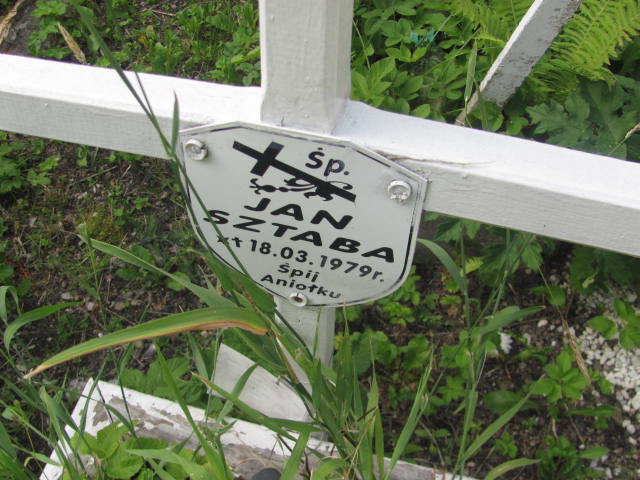 Śp.
JAN
SZTABA
*† 18.03.1979r.
Śpij
Aniołku